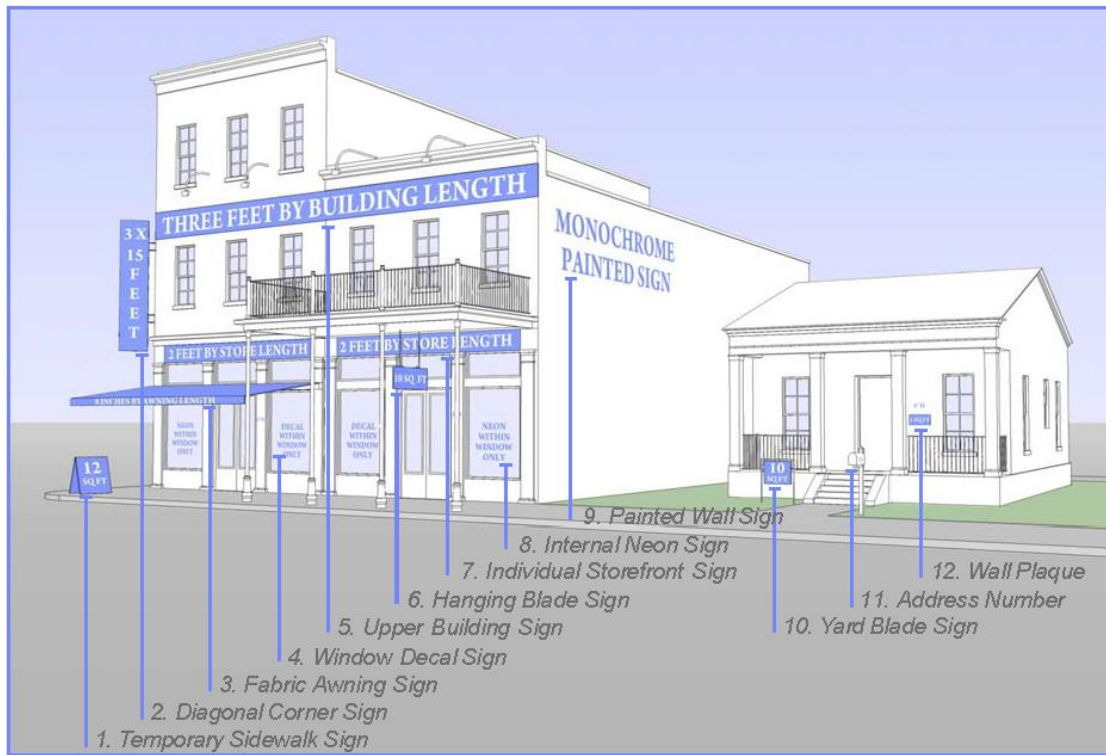 THREE FEET BY BUILDING LENGTH
MONOCHROME
PAINTED SIGN
3 X
15
F
E
E
T
2 FEET BY STORE LENGTH
2 FEET BY STORE LENGTH
10 SQ FT
8 INCHES BY AWNING LENGTH
NEON
WITHIN
WINDOW
ONLY
DECAL
WITHIN
WINDOW
ONLY
DECAL
WITHIN
WINDOW
ONLY
NEON
WITHIN
WINDOW
ONLY
12
SQ FT
10
SQ FT
9. Painted Wall Sign
8. Internal Neon Sign
7. Individual Storefront Sign
6. Hanging Blade Sign
5. Upper Building Sign
4. Window Decal Sign
3. Fabric Awning Sign
2. Diagonal Corner Sign
1. Temporary Sidewalk Sign
12. Wall Plaque
11. Address Number
10. Yard Blade Sign